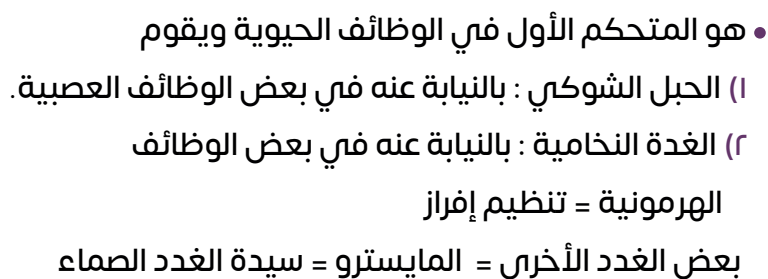 • هو المتحكم الأول في الوظائف الحيوية ويقوم
١) الحبل الشوكي : بالنيابة عنه في بعض الوظائف العصبية.
٢) الغدة النخامية : بالنيابة عنه في بعض الوظائف
الهرمونية = تنظيم إفراز
بعض الغدد الأخرى = المايسترو = سيدة الغدد الصماء